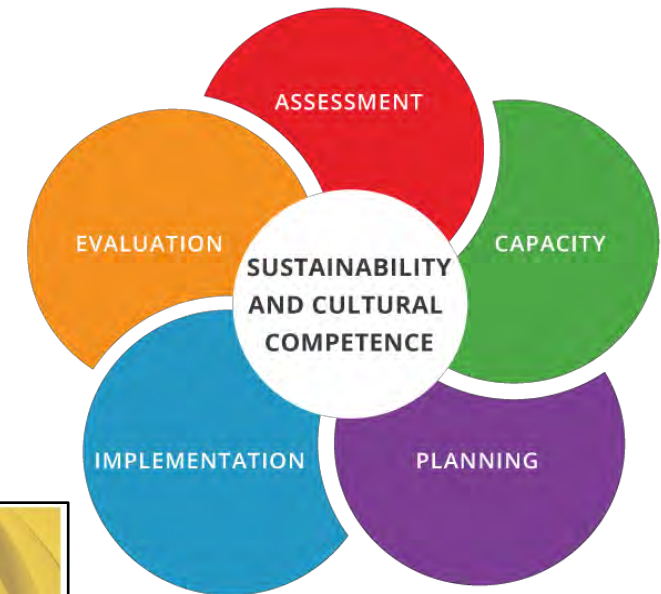 ASSESSMENT
CAPACITY
PLANNING
IMPLEMENTATION
EVALUATION
SUSTAINABILITY
AND CULTURAL
COMPETENCE